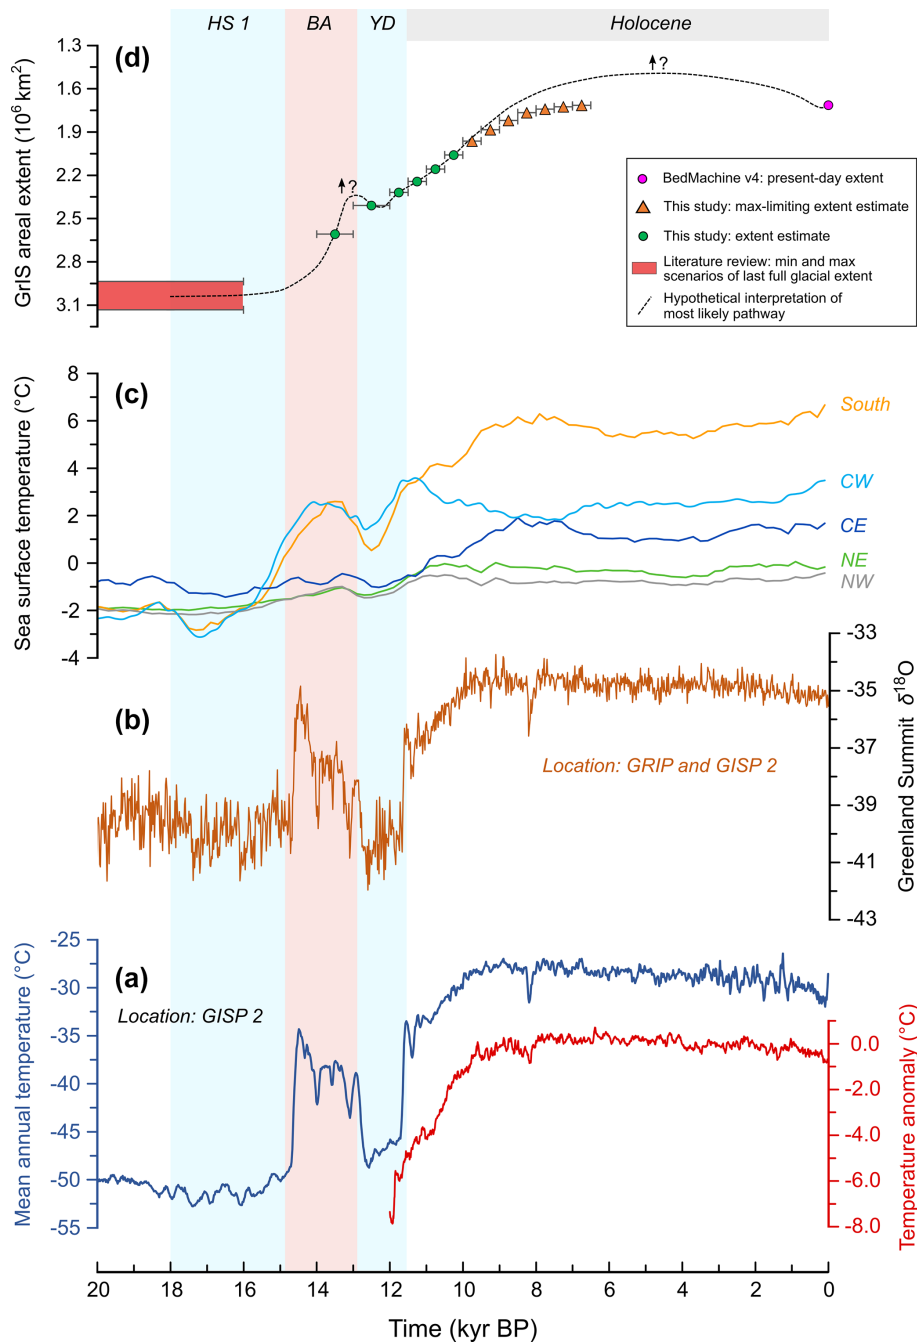 HS 1
BA
YD
Holocene
(d)
GrIS areal extent (10⁶ km²)
1.3
1.6
1.9
2.2
2.5
2.8
3.1
?
?
BedMachine v4: present-day extent
This study: max-limiting extent estimate
This study: extent estimate
Literature review: min and max
scenarios of last full glacial extent
Hypothetical interpretation of
most likely pathway
(c)
Sea surface temperature (°C)
8
6
4
2
0
-2
-4
South
CW
CE
NE
NW
(b)
Location: GRIP and GISP 2
Greenland Summit δ¹⁸O
-33
-35
-37
-39
-41
-43
(a)
Location: GISP 2
Mean annual temperature (°C)
-25
-30
-35
-40
-45
-50
-55
Temperature anomaly (°C)
0.0
-2.0
-4.0
-6.0
-8.0
20
18
16
14
12
10
8
6
4
2
0
Time (kyr BP)